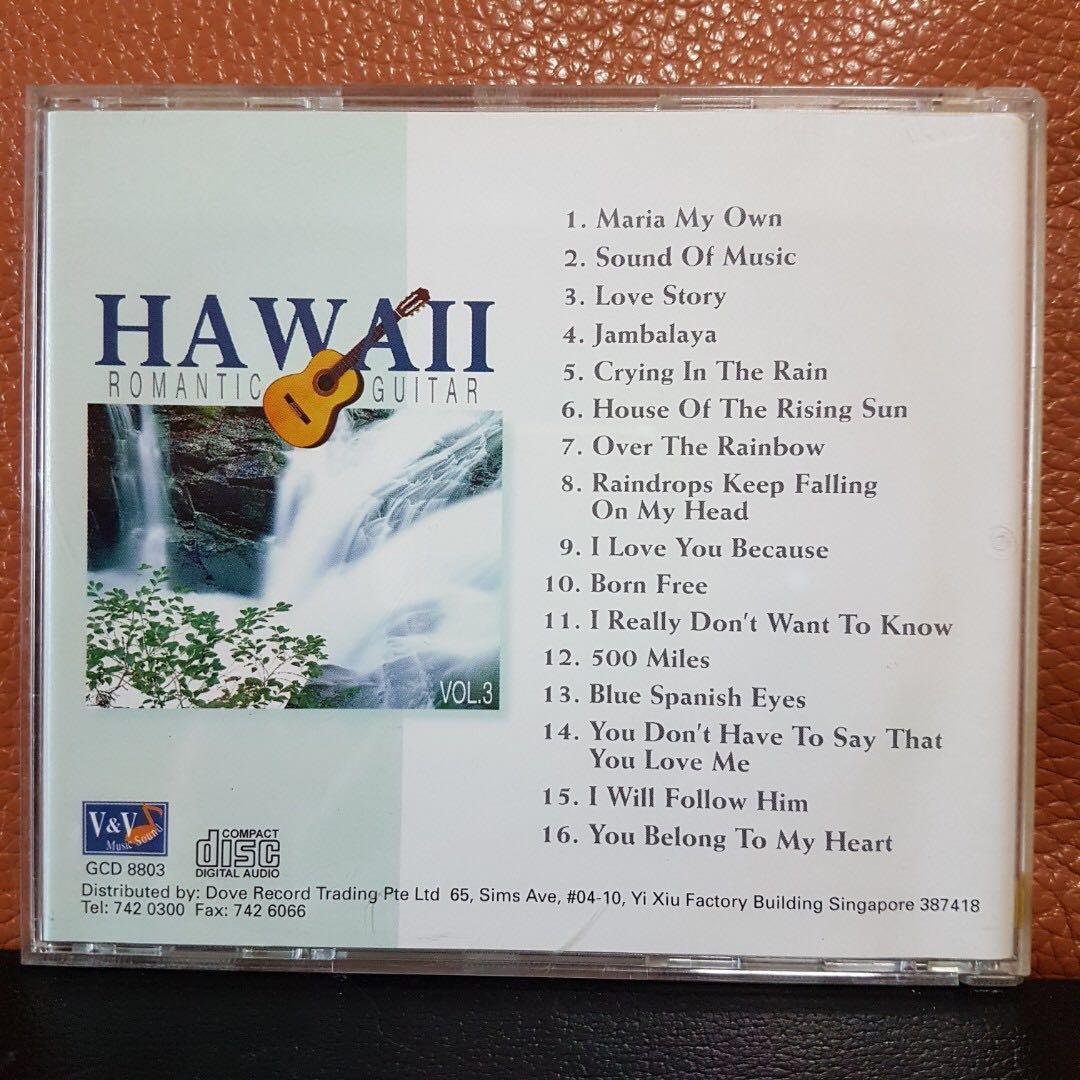 HAWAII
ROMANTIC GUITAR
VOL.3
1. Maria My Own
2. Sound Of Music
3. Love Story
4. Jambalaya
5. Crying In The Rain
6. House Of The Rising Sun
7. Over The Rainbow
8. Raindrops Keep Falling
On My Head
9. I Love You Because
10. Born Free
11. I Really Don't Want To Know
12. 500 Miles
13. Blue Spanish Eyes
14. You Don't Have To Say That
You Love Me
15. I Will Follow Him
16. You Belong To My Heart
V&V
Music Sound
GCD 8803
COMPACT
disc
DIGITAL AUDIO
Distributed by: Dove Record Trading Pte Ltd 65, Sims Ave, #04-10, Yi Xiu Factory Building Singapore 387418
Tel: 742 0300 Fax: 742 6066